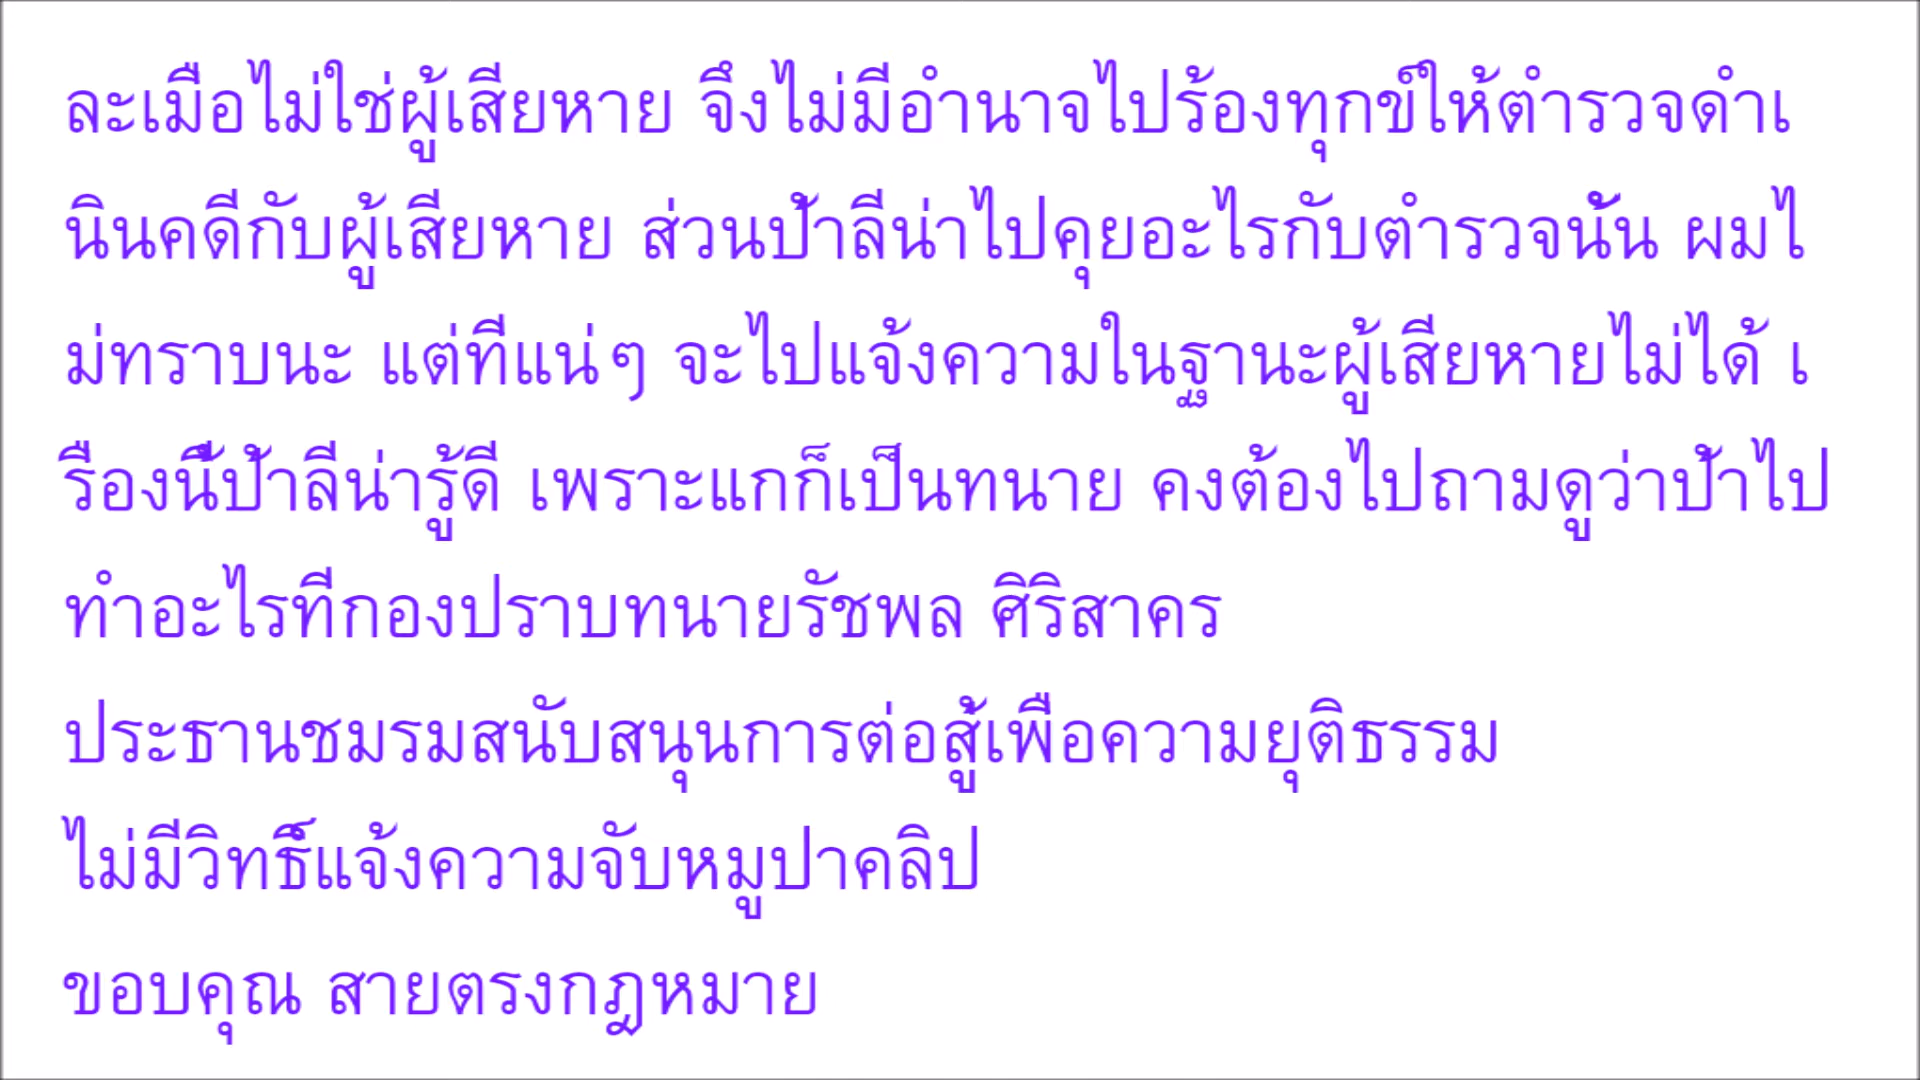 ละเมื่อไม่ใช่ผู้เสียหาย จึงไม่มีอำนาจไปร้องทุกข์ให้ตำรวจดำเ
นินคดีกับผู้เสียหาย ส่วนป้าลีน่าไปคุยอะไรกับตำรวจนั้น ผมไ
ม่ทราบนะ แต่ที่แน่ๆ จะไปแจ้งความในฐานะผู้เสียหายไม่ได้ เ
รื่องนี้ป้าลีน่ารู้ดี เพราะแกก็เป็นทนาย คงต้องไปถามดูว่าป้าไป
ทำอะไรที่กองปราบทนายรัชพล ศิริสาคร
ประธานชมรมสนับสนุนการต่อสู้เพื่อความยุติธรรม
ไม่มีวิทธิ์แจ้งความจับหมูปาคลิป
ขอบคุณ สายตรงกฎหมาย